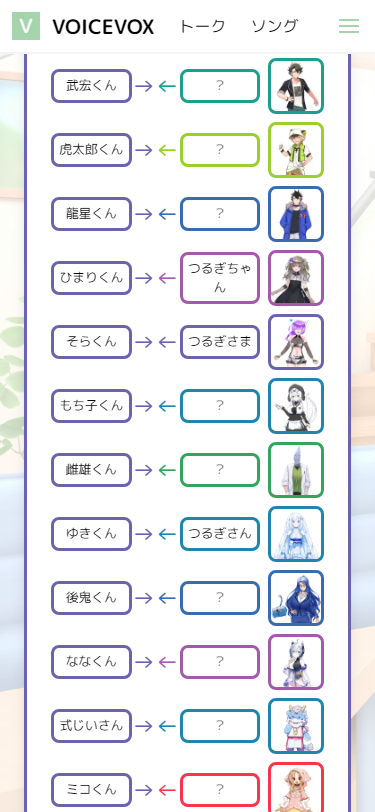 V VOICEVOX トーク ソング
武宏くん → ← ?
虎太郎くん → ← ?
龍星くん → ← ?
ひまりくん → ← つるぎちゃ
ん
そらくん → ← つるぎさま
もち子くん → ← ?
雌雄くん → ← ?
ゆきくん → ← つるぎさん
後鬼くん → ← ?
ななくん → ← ?
式じいさん → ← ?
ミコくん → ← ?